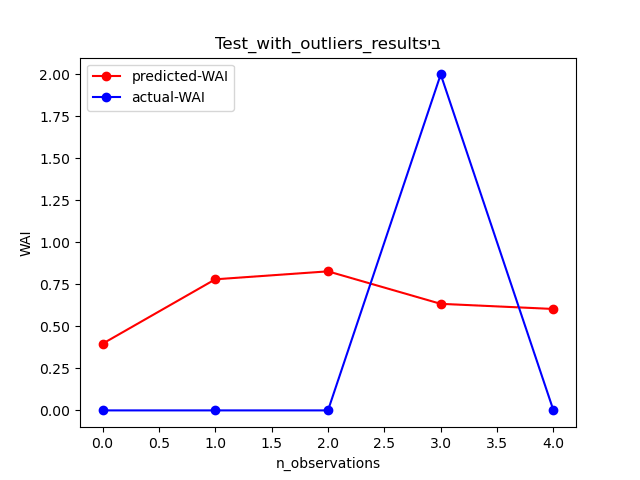 Test_with_outliers_resultsבי
predicted-WAI
actual-WAI
2.00
1.75
1.50
1.25
1.00
0.75
0.50
0.25
0.00
WAI
0.0 0.5 1.0 1.5 2.0 2.5 3.0 3.5 4.0
n_observations